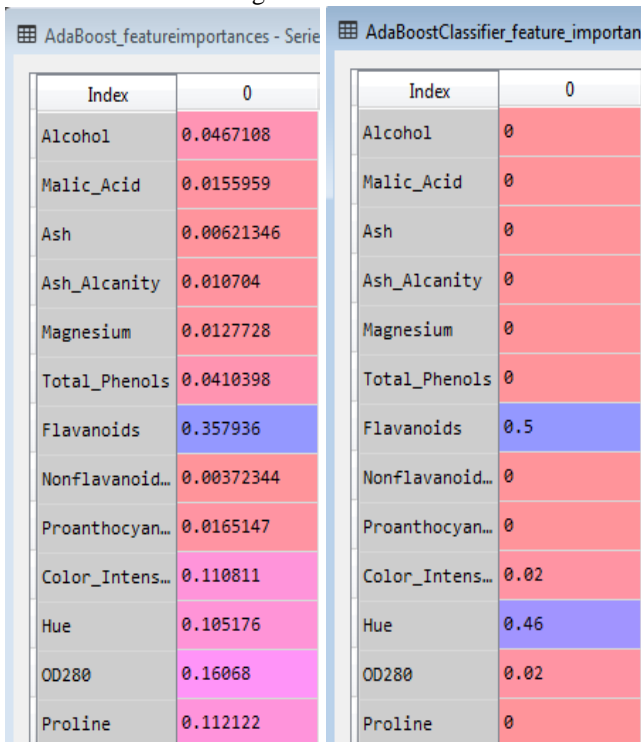 AdaBoost_featureimportances - Serie
Index 0
Alcohol 0.0467108
Malic_Acid 0.0155959
Ash 0.00621346
Ash_Alcanity 0.010704
Magnesium 0.0127728
Total_Phenols 0.0410398
Flavanoids 0.357936
Nonflavanoid… 0.00372344
Proanthocyan… 0.0165147
Color_Intens… 0.110811
Hue 0.105176
OD280 0.16068
Proline 0.112122
AdaBoostClassifier_feature_importan
Index 0
Alcohol 0
Malic_Acid 0
Ash 0
Ash_Alcanity 0
Magnesium 0
Total_Phenols 0
Flavanoids 0.5
Nonflavanoid… 0
Proanthocyan… 0
Color_Intens… 0.02
Hue 0.46
OD280 0.02
Proline 0